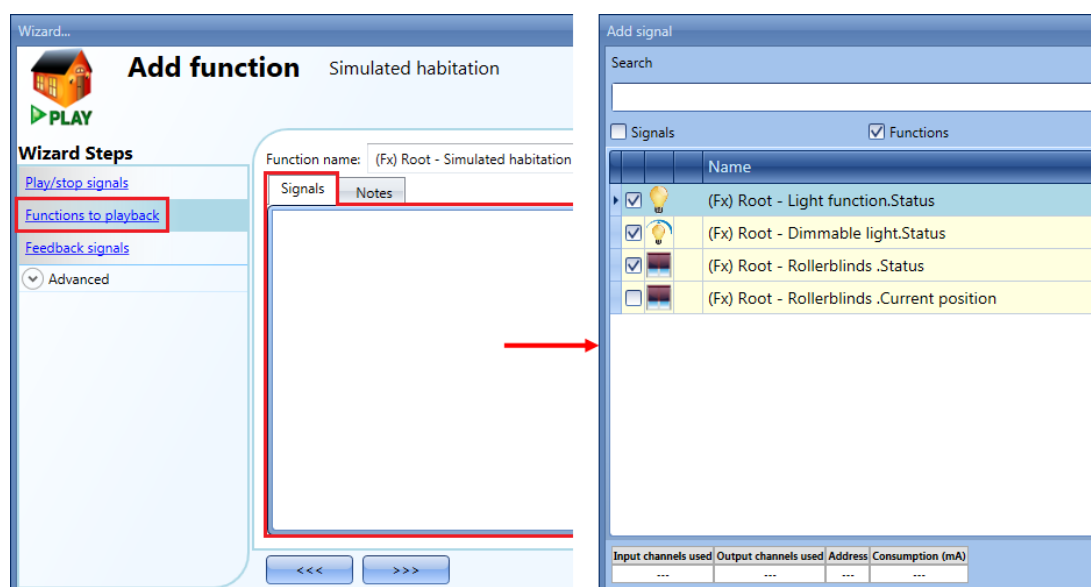 Wizard...
Add function Simulated habitation
PLAY
Wizard Steps
Play/stop signals
Functions to playback
Feedback signals
Advanced
Function name: (Fx) Root - Simulated habitation
Signals Notes
<<< >>>
Add signal
Search
Signals Functions
Name
(Fx) Root - Light function.Status
(Fx) Root - Dimmable light.Status
(Fx) Root - Rollerblinds .Status
(Fx) Root - Rollerblinds .Current position
Input channels used Output channels used Address Consumption (mA)
--- --- --- ---